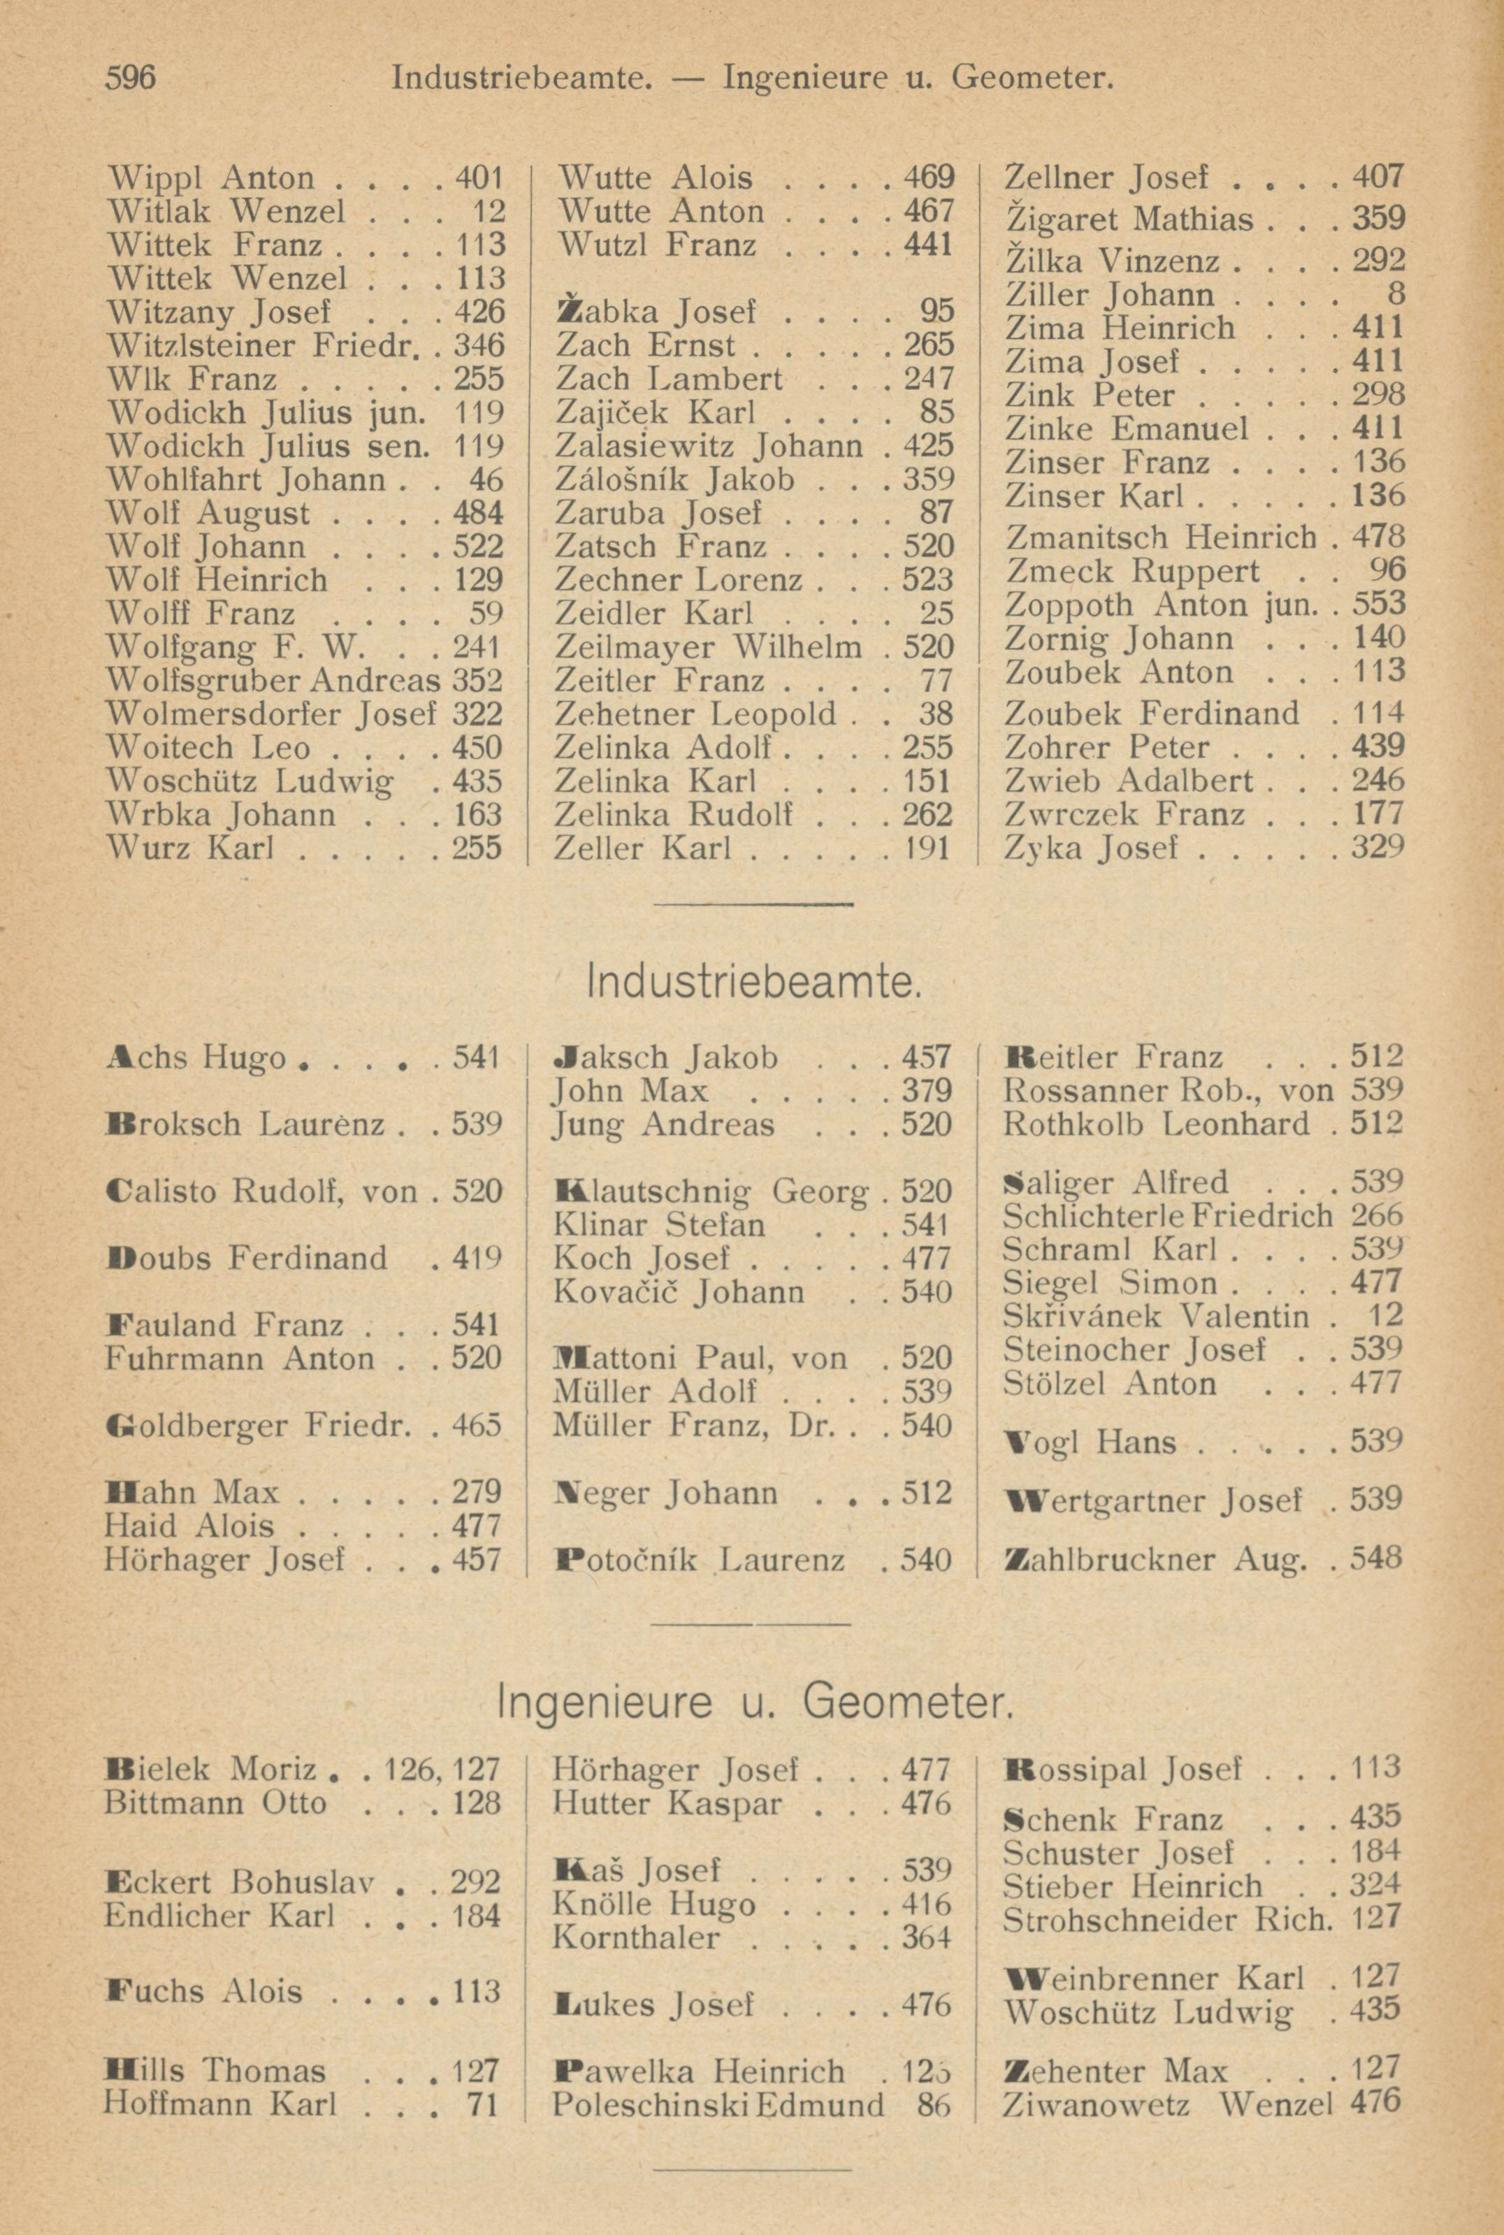 596 Industriebeamte. — Ingenieure u. Geometer.
Wippl Anton . . . . 401
Witlak Wenzel . . . 12
Wittek Franz . . . . 113
Wittek Wenzel . . . 113
Witzany Josef . . . 426
Witzlsteiner Friedr. . 346
Wlk Franz . . . . . 255
Wodickh Julius jun. 119
Wodickh Julius sen. 119
Wohlfahrt Johann . . 46
Wolf August . . . . 484
Wolf Johann . . . . 522
Wolf Heinrich . . . 129
Wolff Franz . . . . 59
Wolfgang F. W. . . 241
Wolfsgruber Andreas 352
Wolmersdorfer Josef 322
Woitech Leo . . . . 450
Woschütz Ludwig . 435
Wrbka Johann . . . 163
Wurz Karl . . . . . 255
Wutte Alois . . . . 469
Wutte Anton . . . . 467
Wutzl Franz . . . . 441
Žabka Josef . . . . 95
Zach Ernst . . . . . 265
Zach Lambert . . . 247
Zajiček Karl . . . . 85
Zalasiewitz Johann . 425
Zálošník Jakob . . . 359
Zaruba Josef . . . . 87
Zatsch Franz . . . . 520
Zechner Lorenz . . . 523
Zeidler Karl . . . . 25
Zeilmayer Wilhelm . 520
Zeitler Franz . . . . 77
Zehetner Leopold . . 38
Zelinka Adolf . . . . 255
Zelinka Karl . . . . 151
Zelinka Rudolf . . . 262
Zeller Karl . . . . . 191
Zellner Josef . . . . 407
Žigaret Mathias . . . 359
Žilka Vinzenz . . . . 292
Ziller Johann . . . . 8
Zima Heinrich . . . 411
Zima Josef . . . . . 411
Zink Peter . . . . . 298
Zinke Emanuel . . . 411
Zinser Franz . . . . 136
Zinser Karl . . . . . 136
Zmanitsch Heinrich . 478
Zmeck Ruppert . . 96
Zoppoth Anton jun. . 553
Zornig Johann . . . 140
Zoubek Anton . . . 113
Zoubek Ferdinand . 114
Zohrer Peter . . . . 439
Zwieb Adalbert . . . 246
Zwrczek Franz . . . 177
Zyka Josef . . . . . 329
Industriebeamte.
Achs Hugo . . . . . 541
Broksch Laurenz . . 539
Calisto Rudolf, von . 520
Doubs Ferdinand . 419
Fauland Franz . . . 541
Fuhrmann Anton . . 520
Goldberger Friedr. . 465
Hahn Max . . . . . 279
Haid Alois . . . . . 477
Hörhager Josef . . . 457
Jaksch Jakob . . . 457
John Max . . . . . 379
Jung Andreas . . . 520
Klautschnig Georg . 520
Klinar Stefan . . . 541
Koch Josef . . . . . 477
Kovačič Johann . . 540
Mattoni Paul, von . 520
Müller Adolf . . . . 539
Müller Franz, Dr. . . 540
Neger Johann . . . 512
Potočník Laurenz . 540
Reitler Franz . . . 512
Rossanner Rob., von 539
Rothkolb Leonhard . 512
Saliger Alfred . . . 539
Schlichterle Friedrich 266
Schraml Karl . . . . 539
Siegel Simon . . . . 477
Skřivánek Valentin . 12
Steinocher Josef . . 539
Stölzel Anton . . . 477
Vogl Hans . . . . . 539
Wertgartner Josef . 539
Zahlbruckner Aug. . 548
Ingenieure u. Geometer.
Bielek Moriz . . 126, 127
Bittmann Otto . . . 128
Eckert Bohuslav . . 292
Endlicher Karl . . . 184
Fuchs Alois . . . . 113
Hills Thomas . . . 127
Hoffmann Karl . . . 71
Hörhager Josef . . . 477
Hutter Kaspar . . . 476
Kaš Josef . . . . . 539
Knölle Hugo . . . . 416
Kornthaler . . . . . 364
Lukes Josef . . . . 476
Pawelka Heinrich .
Poleschinski Edmund 86
Rossipal Josef . . . 113
Schenk Franz . . . 435
Schuster Josef . . . 184
Stieber Heinrich . . 324
Strohschneider Rich. 127
Weinbrenner Karl . 127
Woschütz Ludwig . 435
Zehenter Max . . . 127
Ziwanowetz Wenzel 476